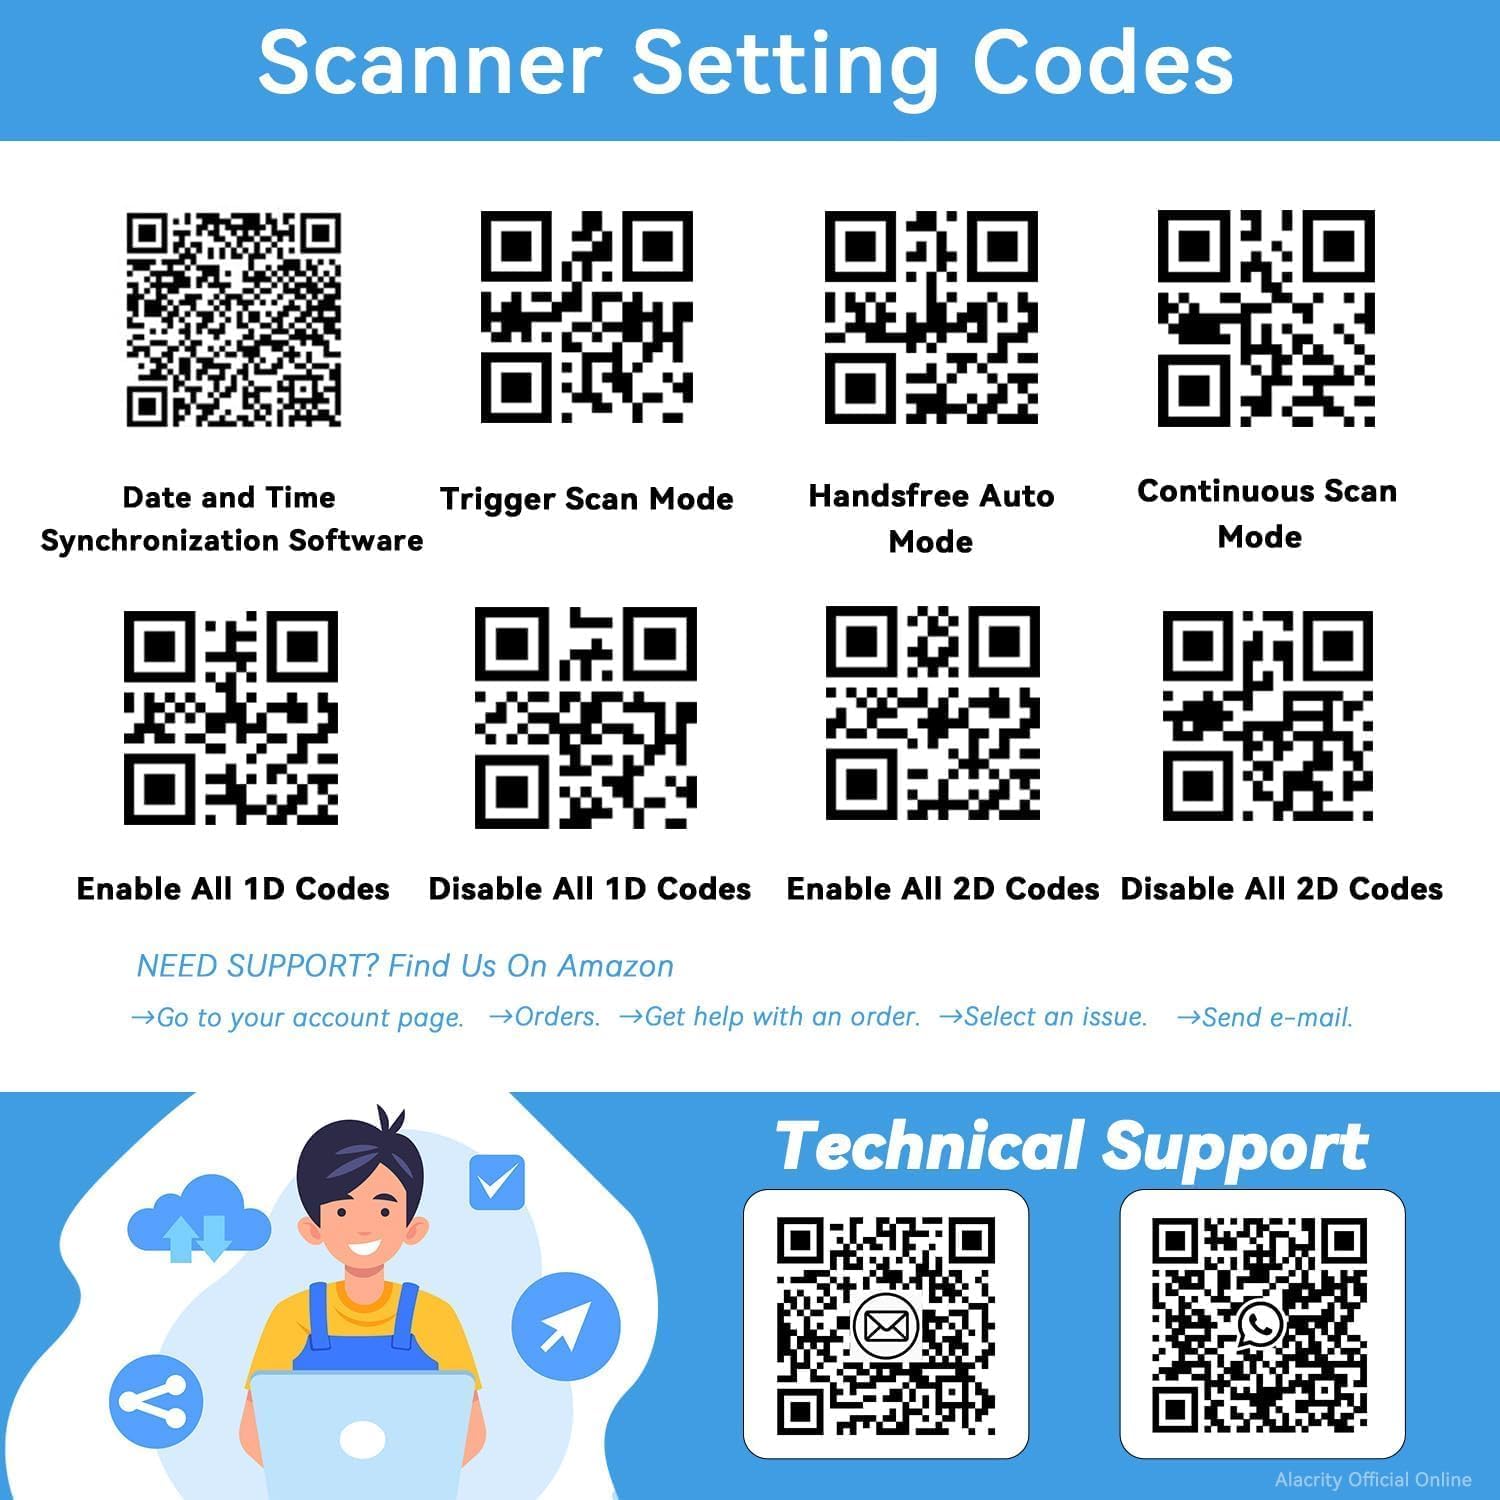 Scanner Setting Codes
Date and Time
Synchronization Software
Trigger Scan Mode
Handsfree Auto
Mode
Continuous Scan
Mode
Enable All 1D Codes
Disable All 1D Codes
Enable All 2D Codes
Disable All 2D Codes
NEED SUPPORT? Find Us On Amazon
→Go to your account page. →Orders. →Get help with an order. →Select an issue. →Send e-mail.
Technical Support
Alacrity Official Online